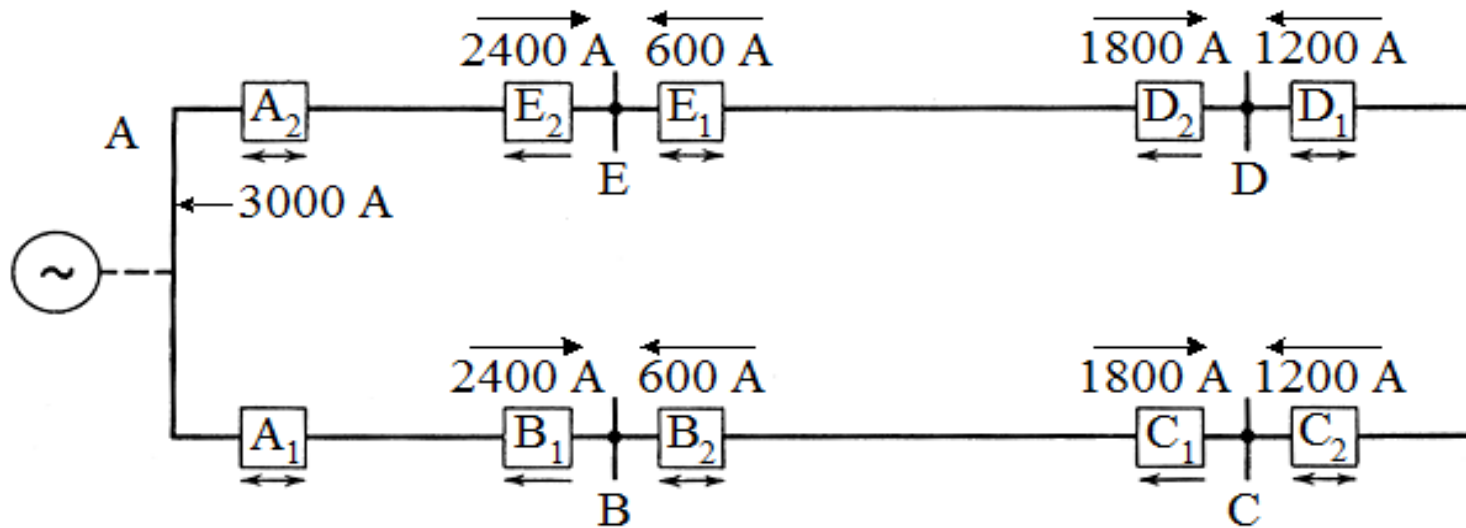 2400 A 600 A 1800 A 1200 A
A A₂ E₂ E₁ D₂ D₁
E D
3000 A
~
2400 A 600 A 1800 A 1200 A
A₁ B₁ B₂ C₁ C₂
B C